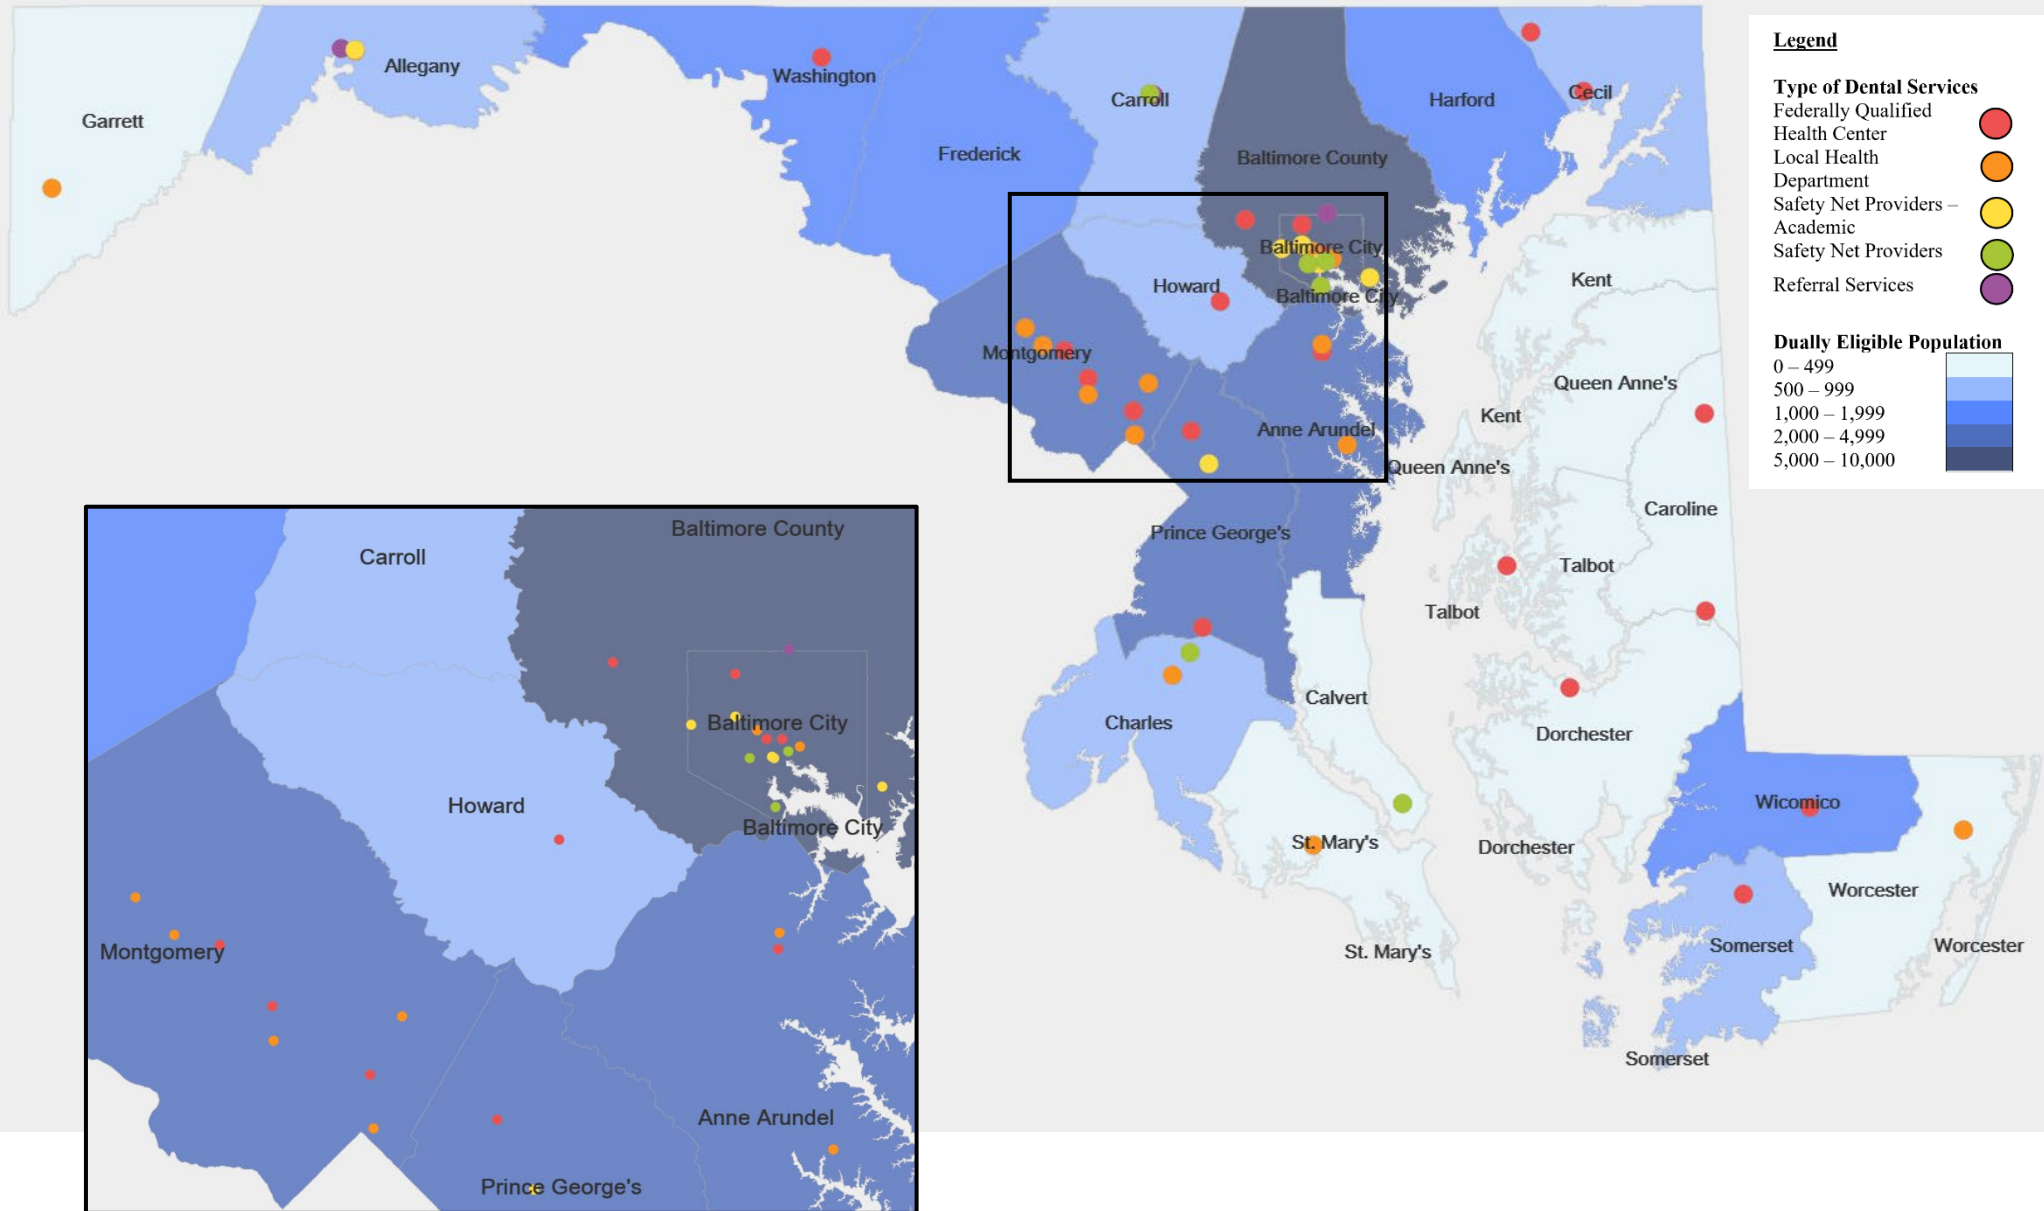 Garrett
Allegany
Washington
Frederick
Carroll
Baltimore County
Harford
Cecil
Baltimore City
Baltimore City
Howard
Montgomery
Anne Arundel
Prince George's
Kent
Kent
Queen Anne's
Queen Anne's
Caroline
Talbot
Talbot
Calvert
Charles
St. Mary's
St. Mary's
Dorchester
Dorchester
Wicomico
Worcester
Worcester
Somerset
Somerset
Legend
Type of Dental Services
Federally Qualified
Health Center
Local Health
Department
Safety Net Providers –
Academic
Safety Net Providers
Referral Services
Dually Eligible Population
0 – 499
500 – 999
1,000 – 1,999
2,000 – 4,999
5,000 – 10,000
Baltimore County
Carroll
Baltimore City
Howard
Baltimore City
Montgomery
Anne Arundel
Prince George's